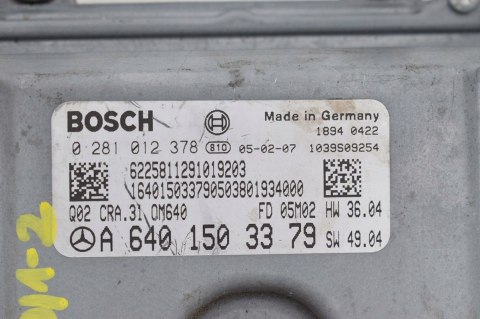 BOSCH
Made in Germany
1894 0422
0 281 012 378 810 05-02-07 1039S09254
6225811291019203
164015033790503801934000
Q02 CRA.31 OM640 FD 05M02 HW 36.04
A 640 150 33 79 SW 49.04